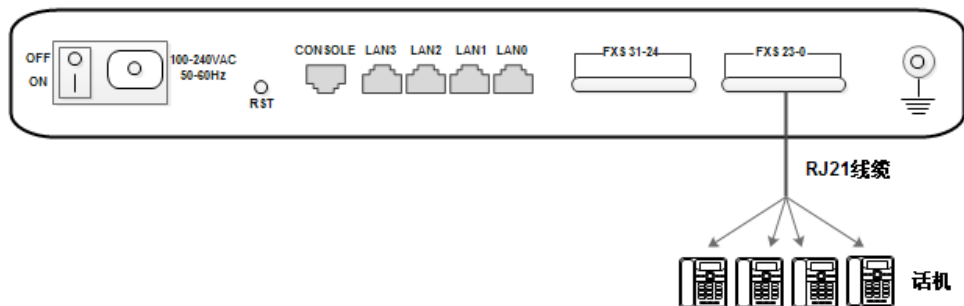 OFF
ON
100-240VAC
50-60Hz
RST
CONSOLE LAN3 LAN2 LAN1 LAN0
FXS 31-24
FXS 23-0
RJ21线缆
话机